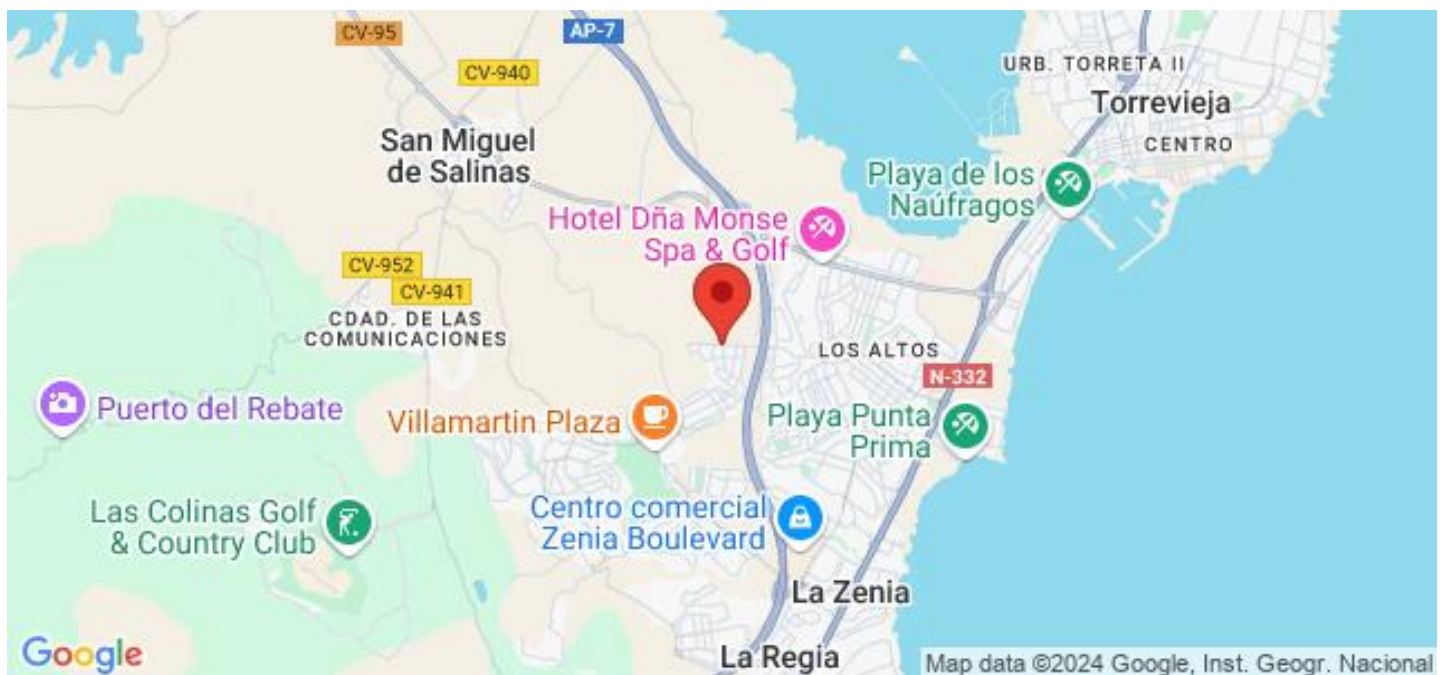 CV-95
AP-7
CV-940
URB. TORRETA II
Torrevieja
CENTRO
San Miguel
de Salinas
Playa de los
Naúfragos
Hotel Dña Monse
Spa & Golf
CV-952
CV-941
CDAD. DE LAS
COMUNICACIONES
LOS ALTOS
N-332
Puerto del Rebate
Villamartin Plaza
Playa Punta
Prima
Las Colinas Golf
& Country Club
Centro comercial
Zenia Boulevard
La Zenia
La Regia
Google
Map data ©2024 Google, Inst. Geogr. Nacional